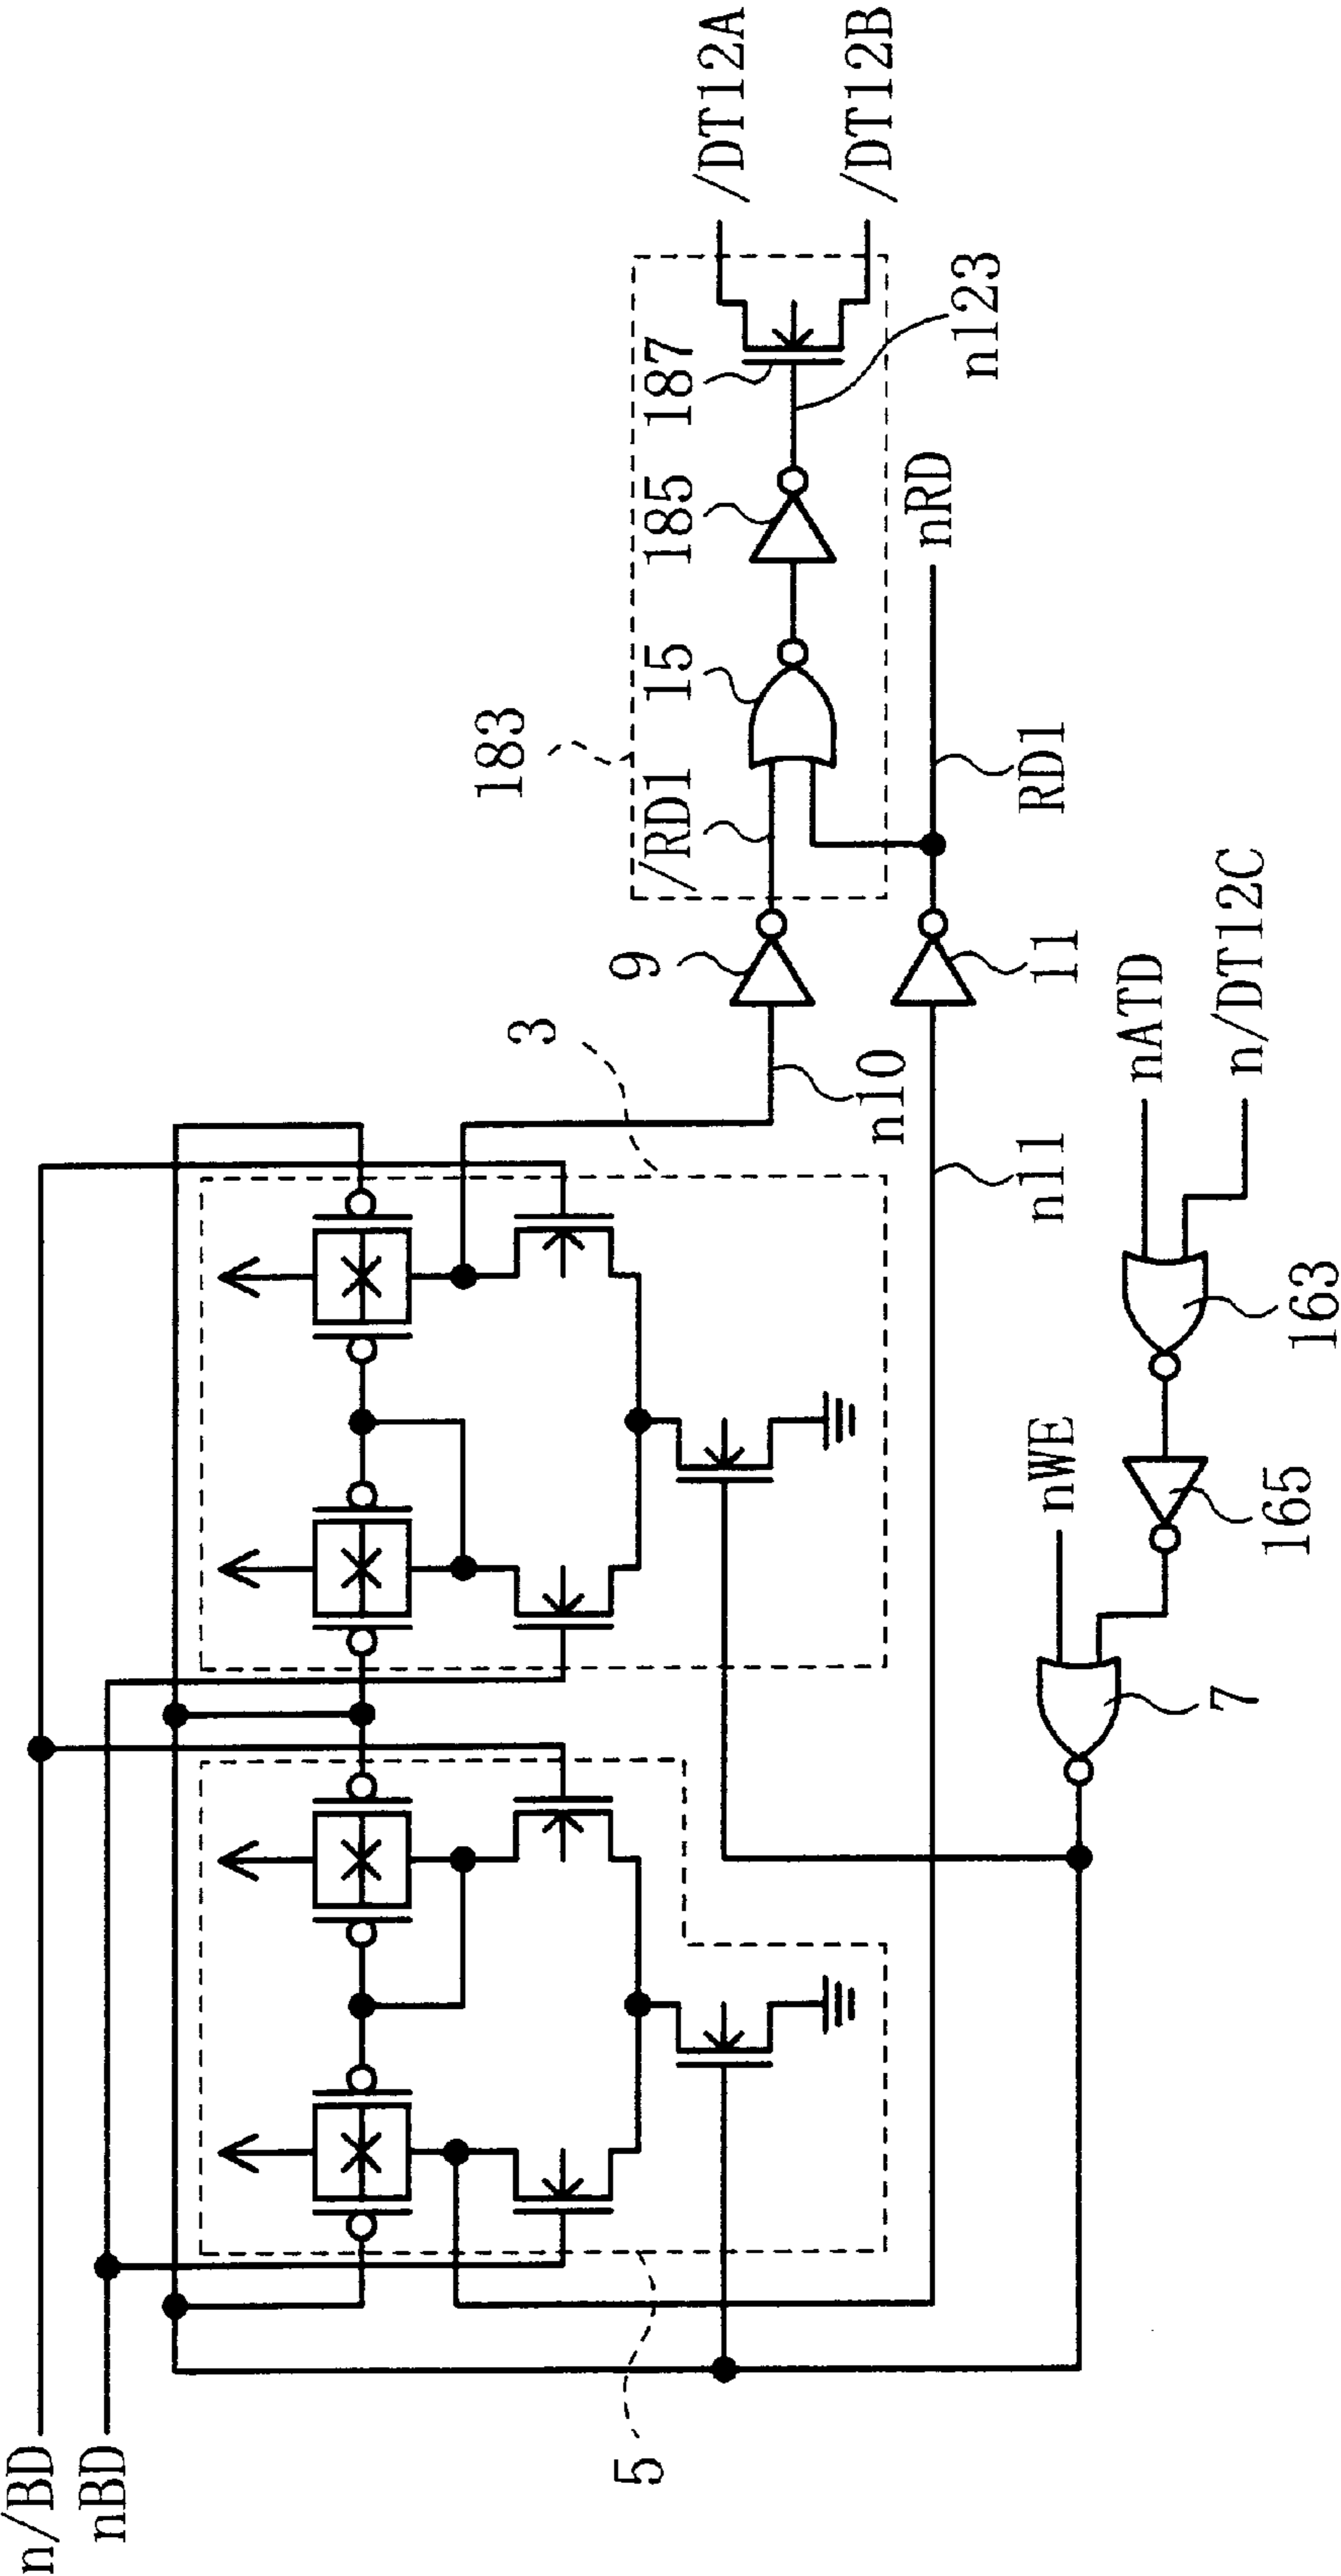 n/BD
nBD
5
3
9
n10
11
n11
183
/RD1
15
185
187
/DT12A
/DT12B
n123
nRD
RD1
nATD
n/DT12C
163
165
nWE
7